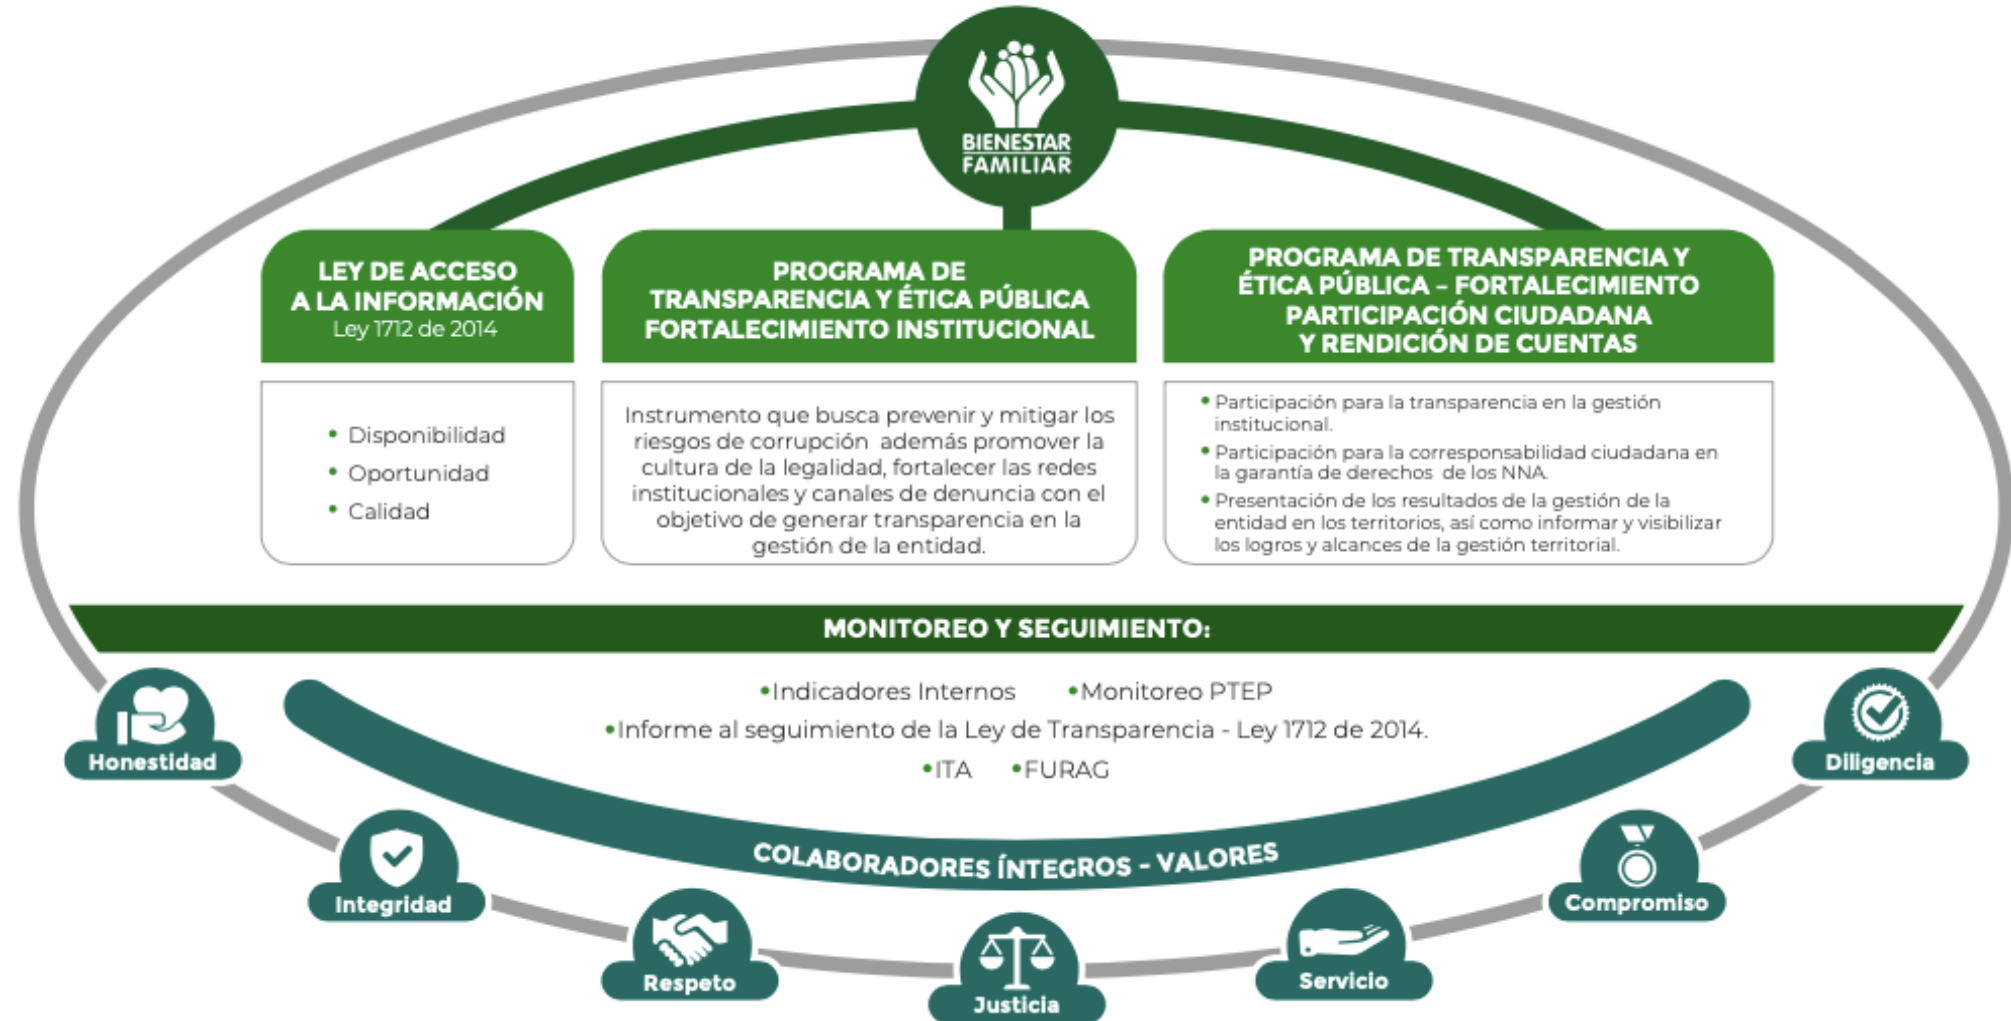 BIENESTAR
FAMILIAR
LEY DE ACCESO
A LA INFORMACIÓN
Ley 1712 de 2014
• Disponibilidad
• Oportunidad
• Calidad
PROGRAMA DE
TRANSPARENCIA Y ÉTICA PÚBLICA
FORTALECIMIENTO INSTITUCIONAL
Instrumento que busca prevenir y mitigar los
riesgos de corrupción además promover la
cultura de la legalidad, fortalecer las redes
institucionales y canales de denuncia con el
objetivo de generar transparencia en la
gestión de la entidad.
PROGRAMA DE TRANSPARENCIA Y
ÉTICA PÚBLICA – FORTALECIMIENTO
PARTICIPACIÓN CIUDADANA
Y RENDICIÓN DE CUENTAS
• Participación para la transparencia en la gestión
institucional.
• Participación para la corresponsabilidad ciudadana en
la garantía de derechos de los NNA.
• Presentación de los resultados de la gestión de la
entidad en los territorios, así como informar y visibilizar
los logros y alcances de la gestión territorial.
MONITOREO Y SEGUIMIENTO:
•Indicadores Internos •Monitoreo PTEP
•Informe al seguimiento de la Ley de Transparencia - Ley 1712 de 2014.
•ITA •FURAG
COLABORADORES ÍNTEGROS - VALORES
Honestidad
Integridad
Respeto
Justicia
Servicio
Compromiso
Diligencia